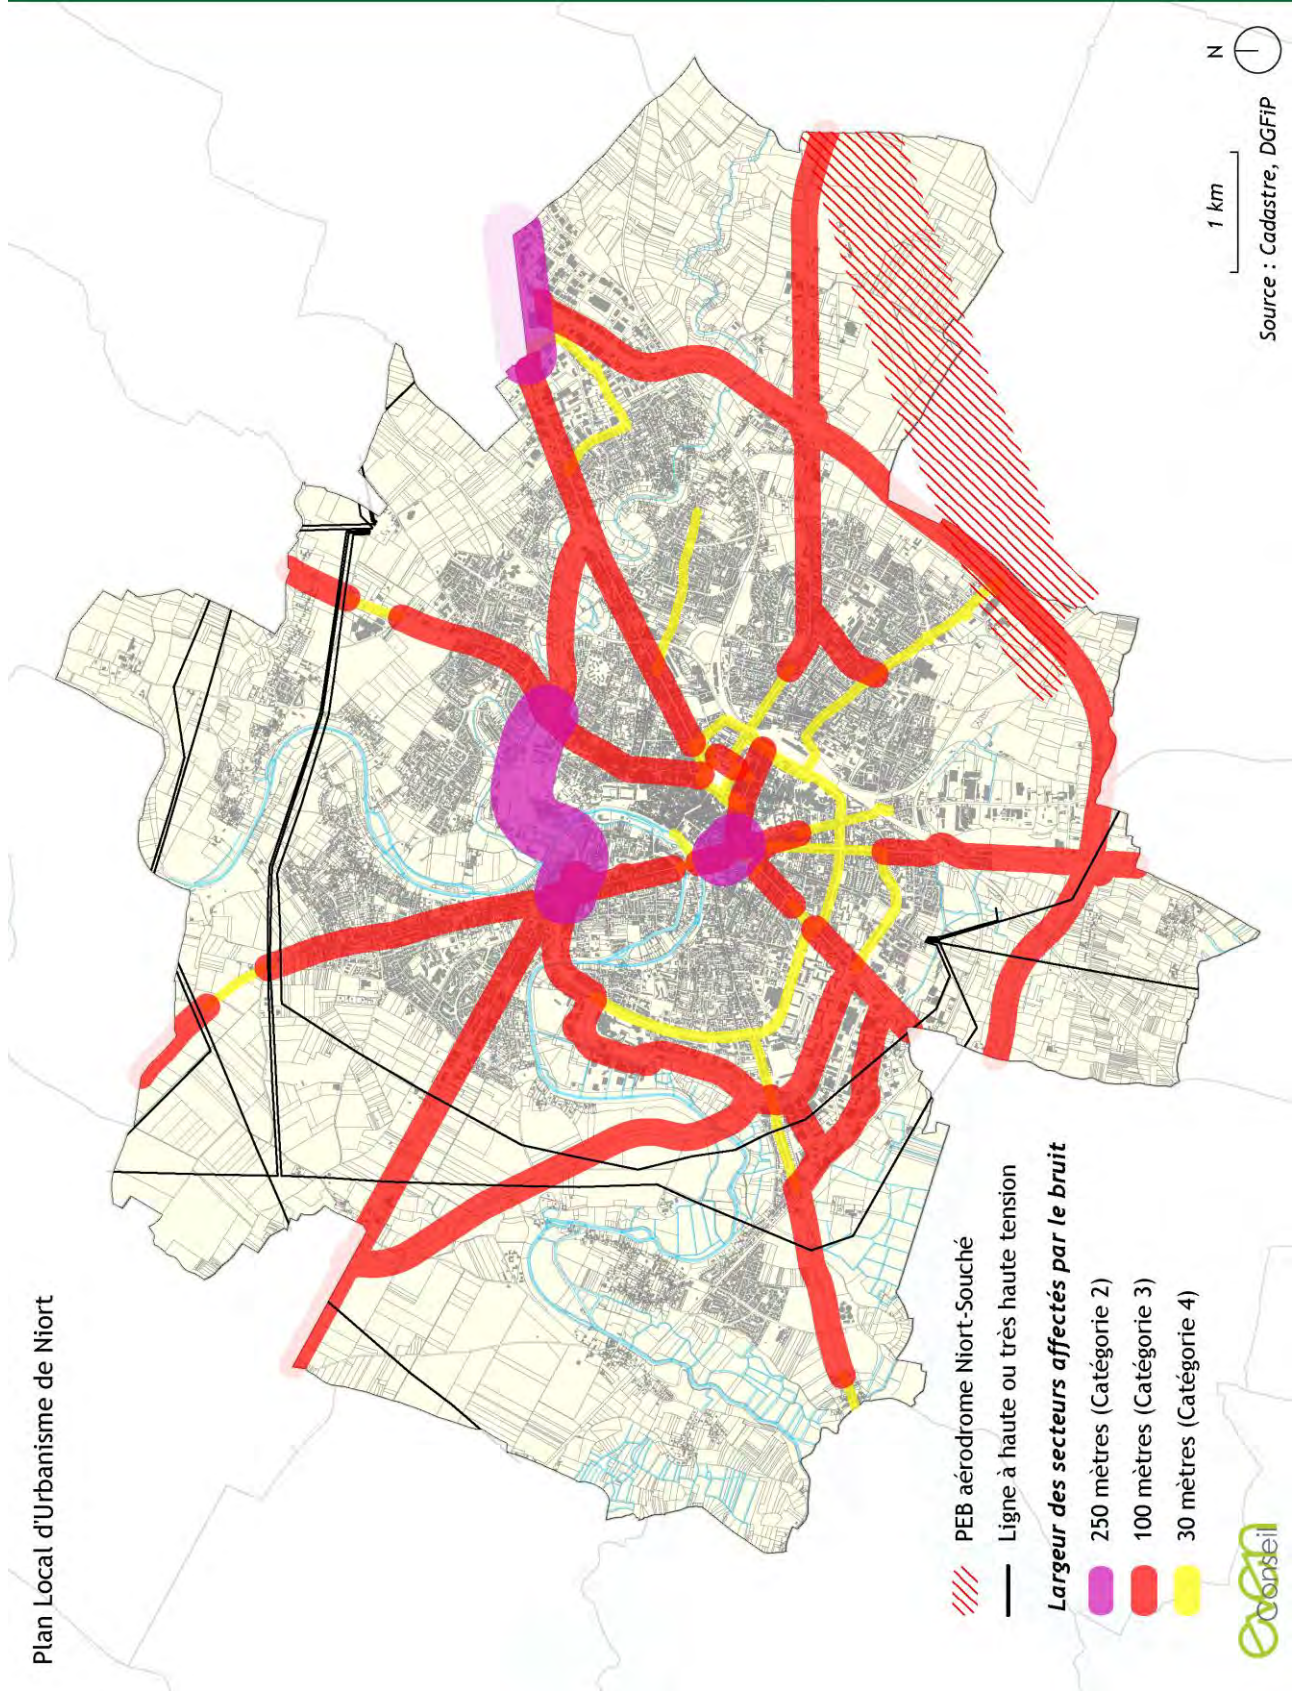 Plan Local d'Urbanisme de Niort
PEB aérodrome Niort-Souché
Ligne à haute ou très haute tension
Largeur des secteurs affectés par le bruit
250 mètres (Catégorie 2)
100 mètres (Catégorie 3)
30 mètres (Catégorie 4)
N
1 km
Source : Cadastre, DGFiP
even
conseil